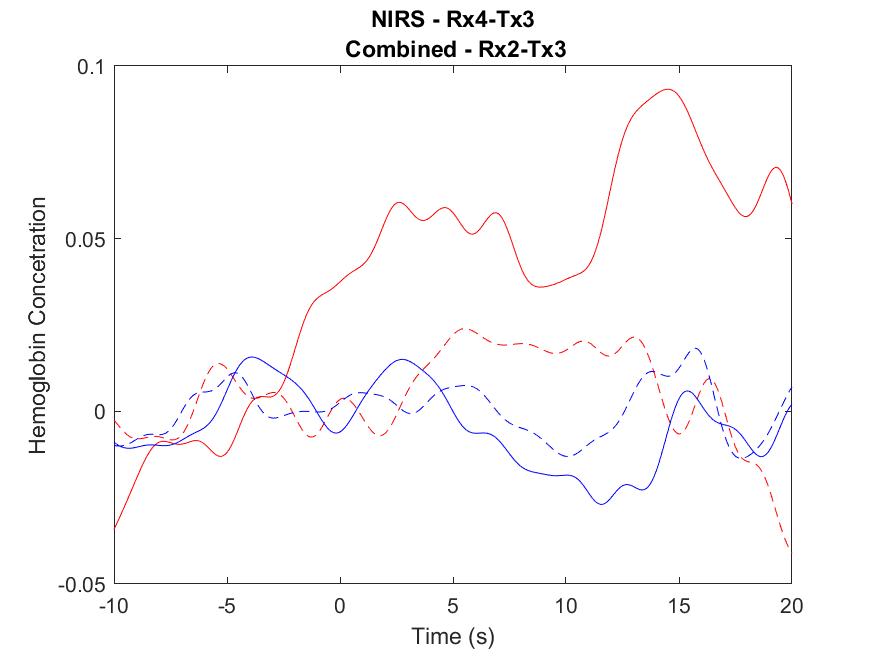 NIRS - Rx4-Tx3
Combined - Rx2-Tx3
Hemoglobin Concetration
0.1
0.05
0
-0.05
-10 -5 0 5 10 15 20
Time (s)